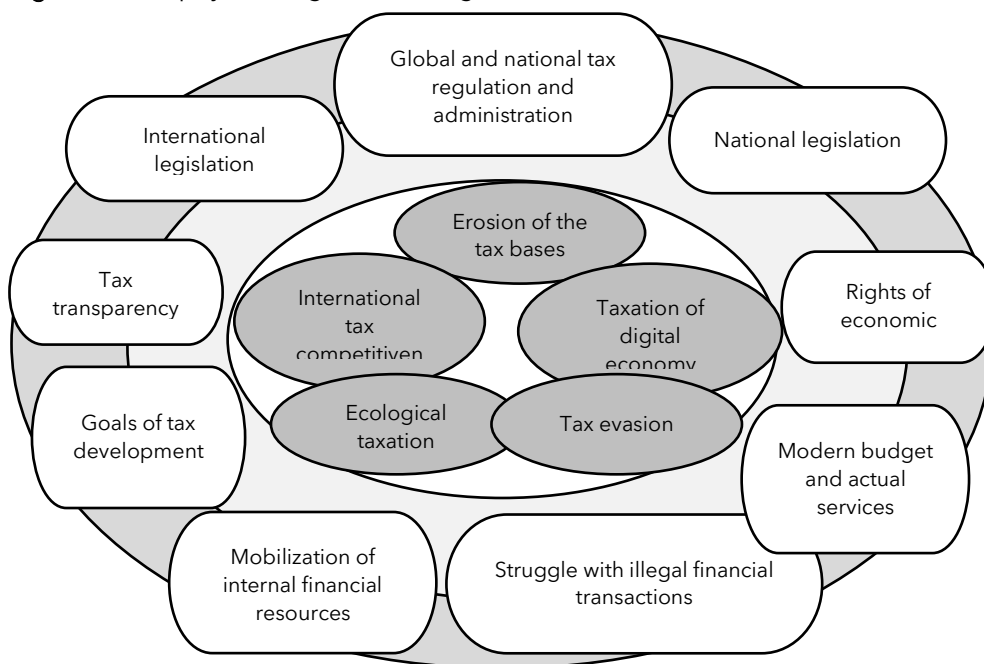 Global and national tax
regulation and
administration
International
legislation
National legislation
Erosion of the
tax bases
Tax
transparency
International
tax
competitiven
Taxation of
digital
economy
Rights of
economic
Goals of tax
development
Ecological
taxation
Tax evasion
Modern budget
and actual
services
Mobilization of
internal financial
resources
Struggle with illegal financial
transactions